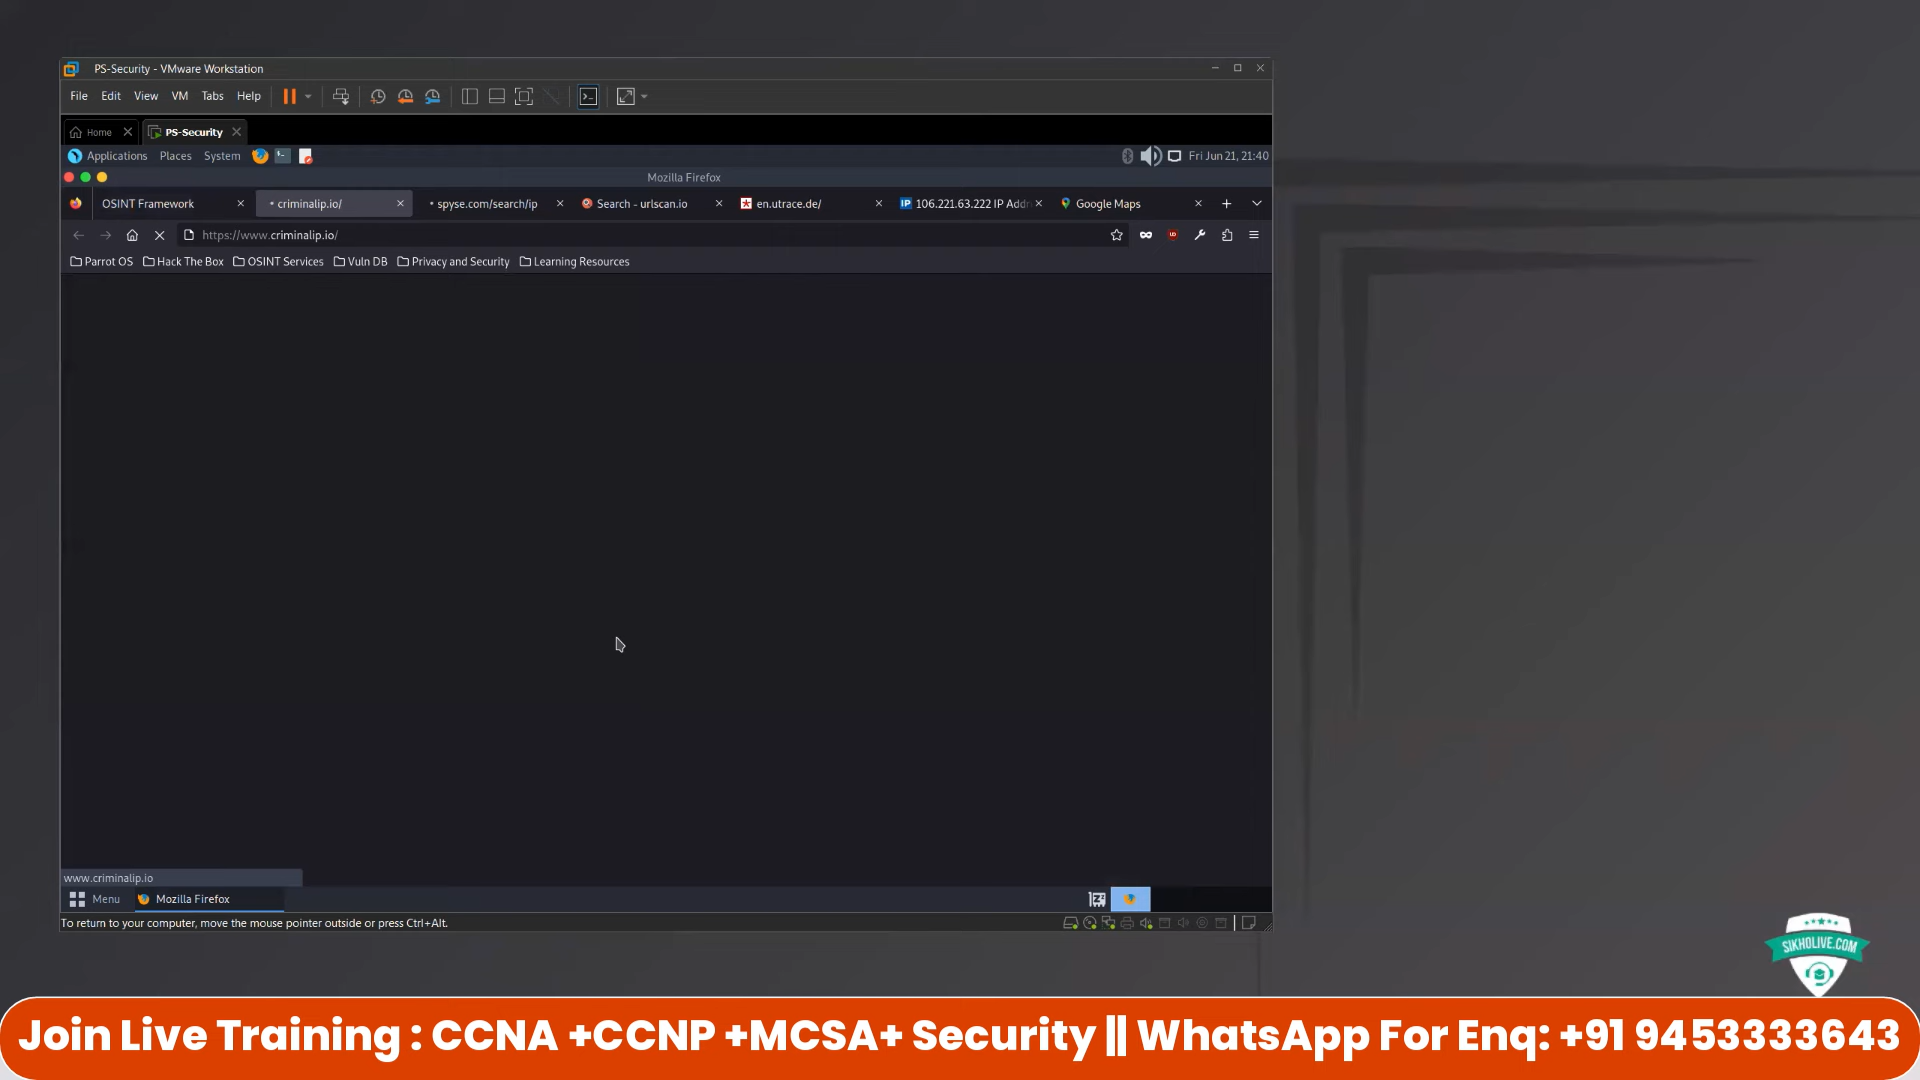 PS-Security - VMware Workstation
File Edit View VM Tabs Help
Home PS-Security
Applications Places System Fri Jun 21, 21:40
Mozilla Firefox
OSINT Framework criminalip.io/ spyse.com/search/ip Search - urlscan.io en.utrace.de/ IP 106.221.63.222 IP Addr Google Maps
https://www.criminalip.io/
Parrot OS Hack The Box OSINT Services Vuln DB Privacy and Security Learning Resources
www.criminalip.io
Menu Mozilla Firefox
To return to your computer, move the mouse pointer outside or press Ctrl+Alt.
SIKHOLIVE.COM
Join Live Training : CCNA +CCNP +MCSA+ Security || WhatsApp For Enq: +91 9453333643